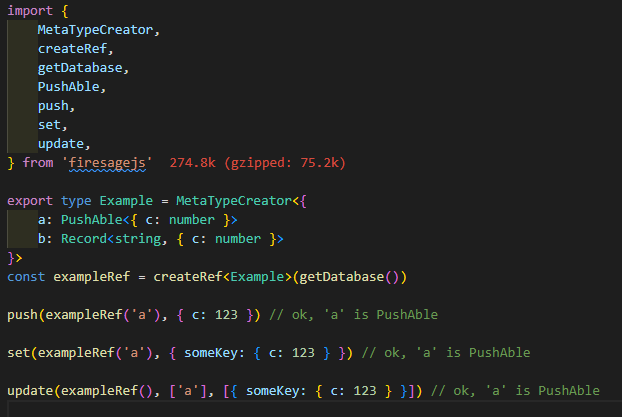 import {
    MetaTypeCreator,
    createRef,
    getDatabase,
    PushAble,
    push,
    set,
    update,
} from 'firesagejs'  274.8k (gzipped: 75.2k)

export type Example = MetaTypeCreator<{
    a: PushAble<{ c: number }>
    b: Record<string, { c: number }>
}>
const exampleRef = createRef<Example>(getDatabase())

push(exampleRef('a'), { c: 123 }) // ok, 'a' is PushAble

set(exampleRef('a'), { someKey: { c: 123 } }) // ok, 'a' is PushAble

update(exampleRef(), ['a'], [{ someKey: { c: 123 } }]) // ok, 'a' is PushAble